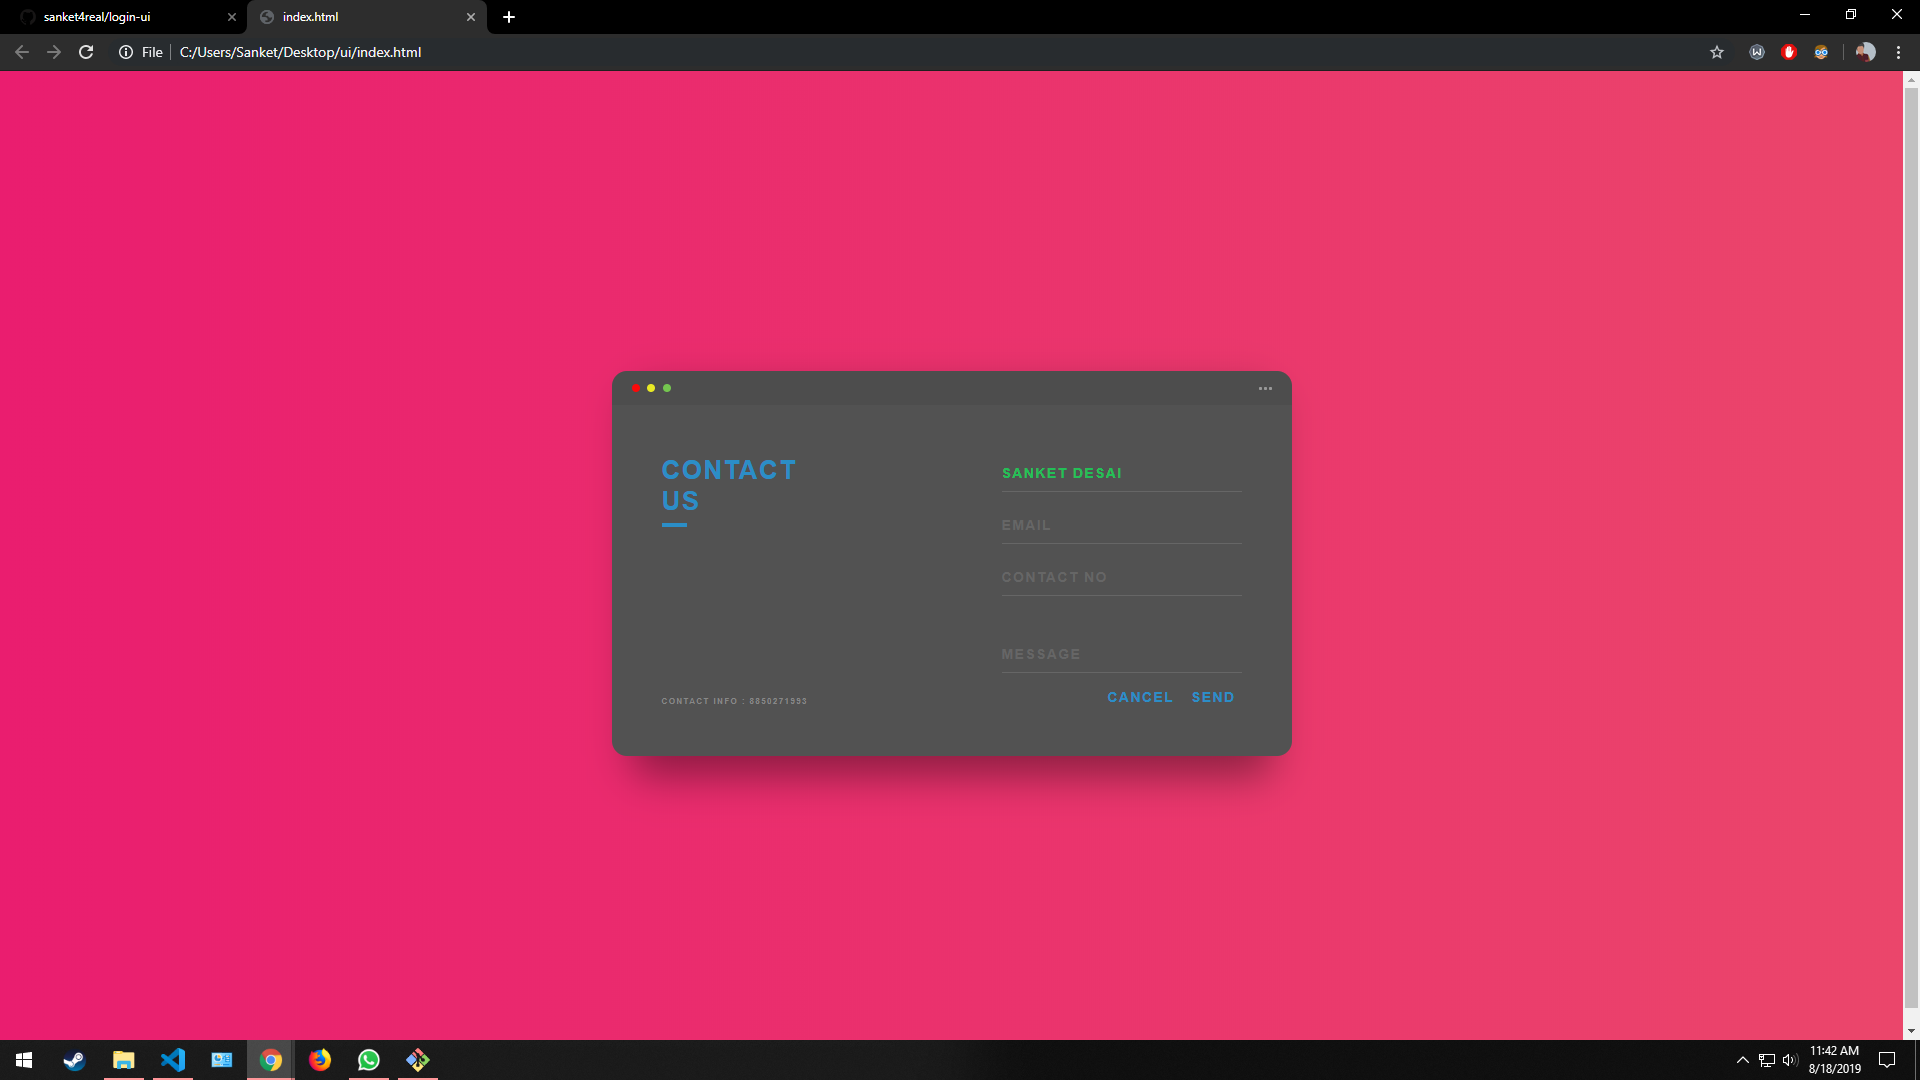 sanket4real/login-ui
index.html
File
C:/Users/Sanket/Desktop/ui/index.html
CONTACT
US
SANKET DESAI
EMAIL
CONTACT NO
MESSAGE
CANCEL SEND
CONTACT INFO : 8850271993
11:42 AM
8/18/2019